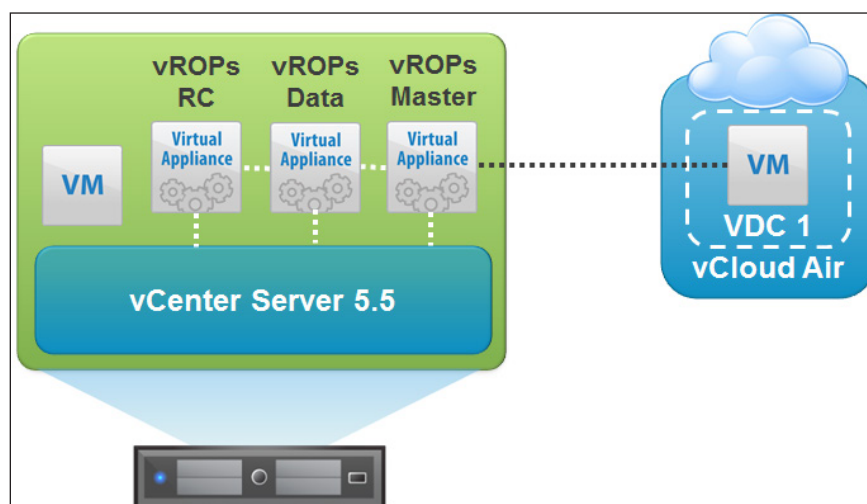 vROPs
RC
vROPs
Data
vROPs
Master
VM
Virtual
Appliance
Virtual
Appliance
Virtual
Appliance
vCenter Server 5.5
VM
VDC 1
vCloud Air